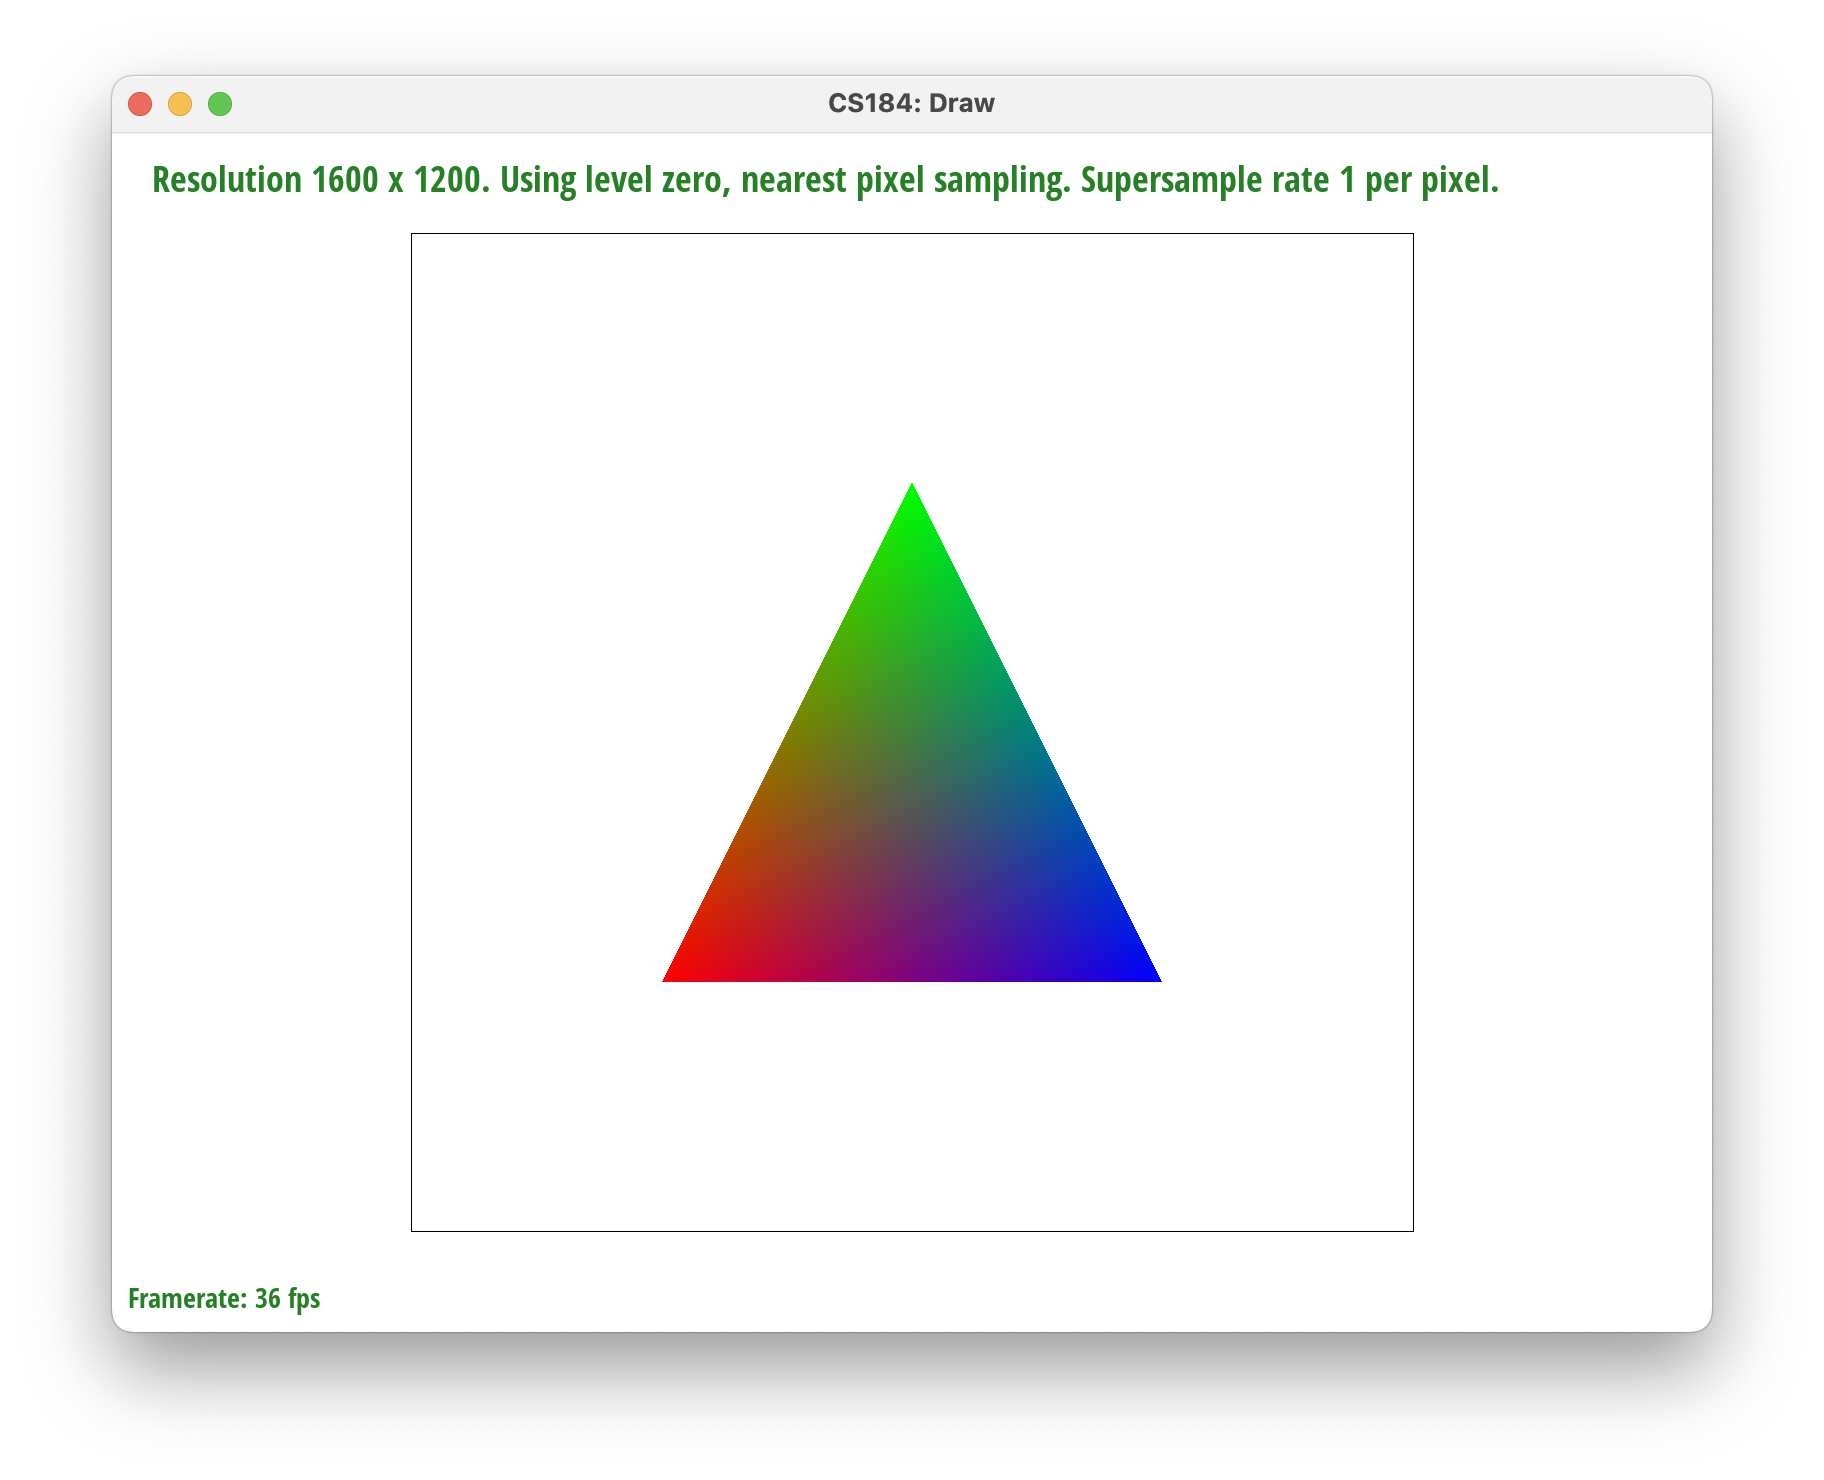 CS184: Draw
Resolution 1600 x 1200. Using level zero, nearest pixel sampling. Supersample rate 1 per pixel.
Framerate: 36 fps